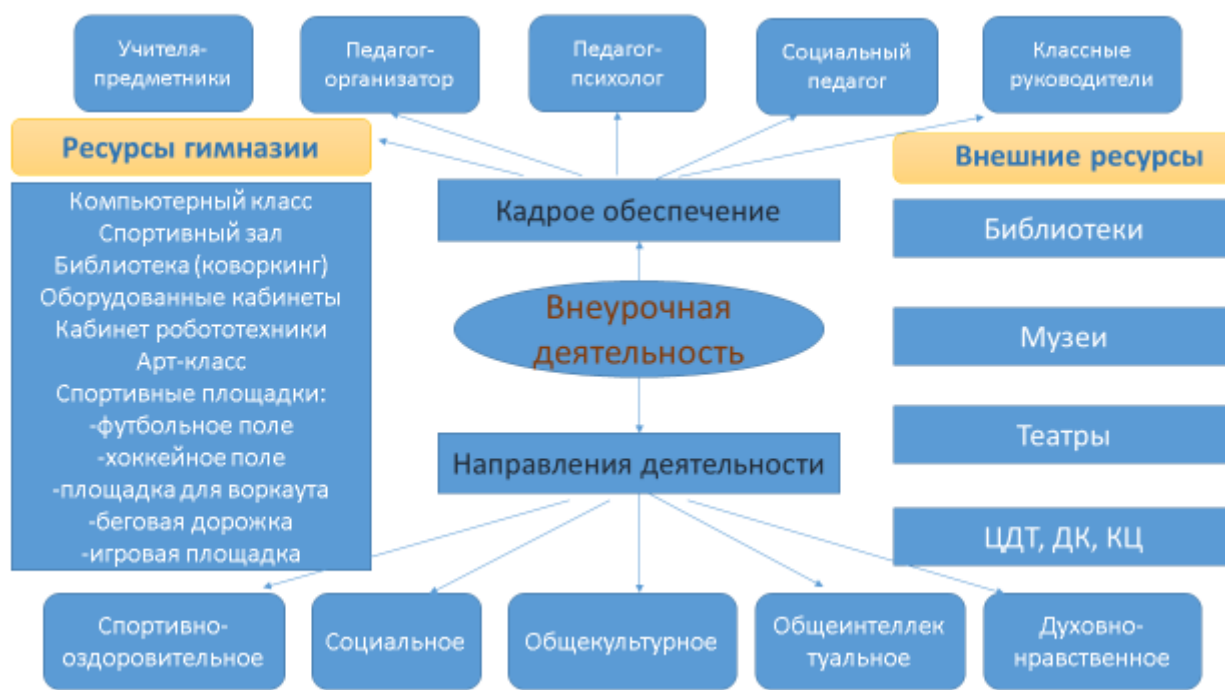 Учителя-
предметники
Педагог-
организатор
Педагог-
психолог
Социальный
педагог
Классные
руководители
Ресурсы гимназии
Компьютерный класс
Спортивный зал
Библиотека (коворкинг)
Оборудованные кабинеты
Кабинет робототехники
Арт-класс
Спортивные площадки:
-футбольное поле
-хоккейное поле
-площадка для воркаута
-беговая дорожка
-игровая площадка
Кадрое обеспечение
Внеурочная
деятельность
Направления деятельности
Внешние ресурсы
Библиотеки
Музеи
Театры
ЦДТ, ДК, КЦ
Спортивно-
оздоровительное
Социальное
Общекультурное
Общеинтеллек
туальное
Духовно-
нравственное